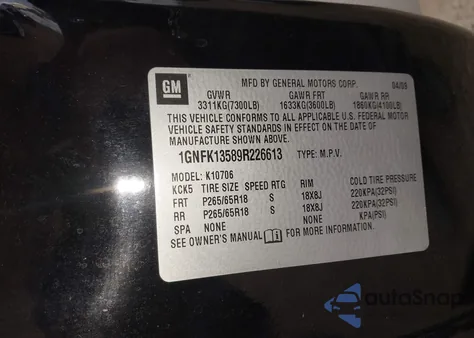 GM
MFD BY GENERAL MOTORS CORP. 04/09
GVWR GAWR FRT GAWR RR
3311KG(7300LB) 1633KG(3600LB) 1860KG(4100LB)
THIS VEHICLE CONFORMS TO ALL APPLICABLE U.S. FEDERAL MOTOR
VEHICLE SAFETY STANDARDS IN EFFECT ON THE DATE OF
MANUFACTURE SHOWN ABOVE.
1GNFK13589R226613 TYPE: M.P.V.
MODEL: K10706
KCK5 TIRE SIZE SPEED RTG RIM COLD TIRE PRESSURE
FRT P265/65R18 S 18X8J 220KPA(32PSI)
RR P265/65R18 S 18X8J 220KPA(32PSI)
SPA NONE NONE KPA(PSI)
SEE OWNER'S MANUAL FOR MORE INFORMATION.
autoSnap